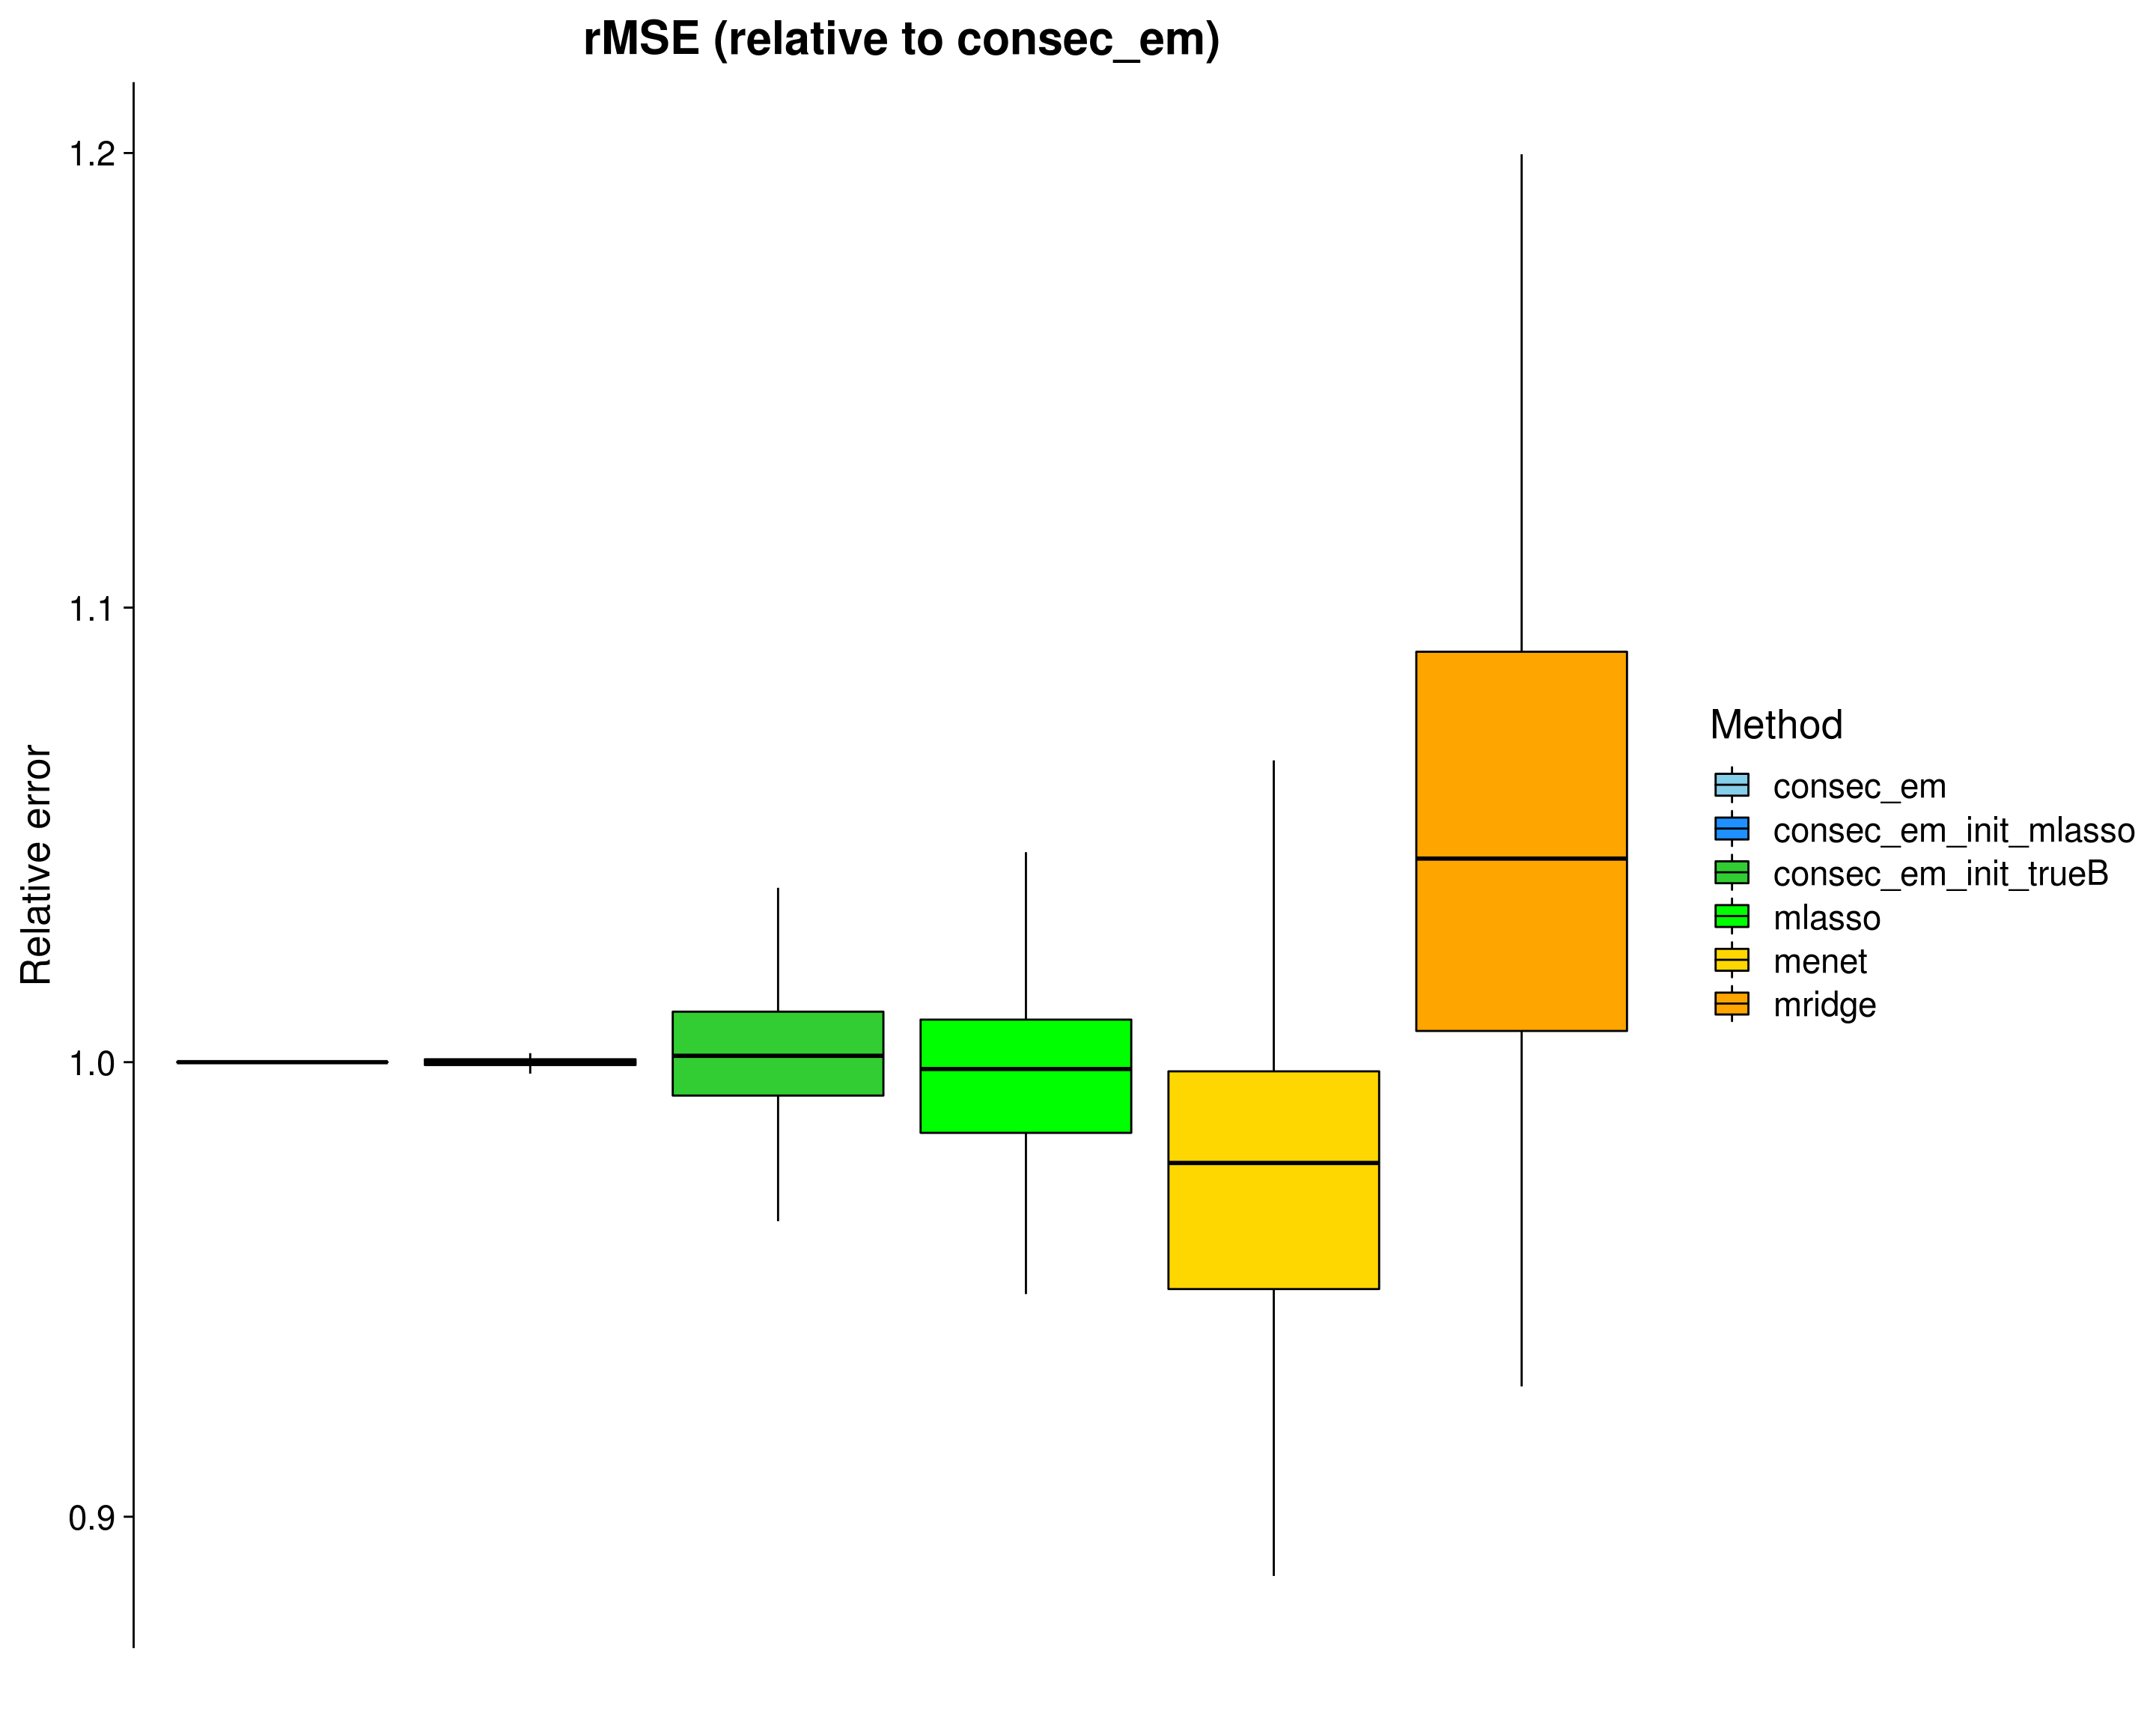 rMSE (relative to consec_em)
1.2
1.1
1.0
0.9
Relative error
Method
consec_em
consec_em_init_mlasso
consec_em_init_trueB
mlasso
menet
mridge